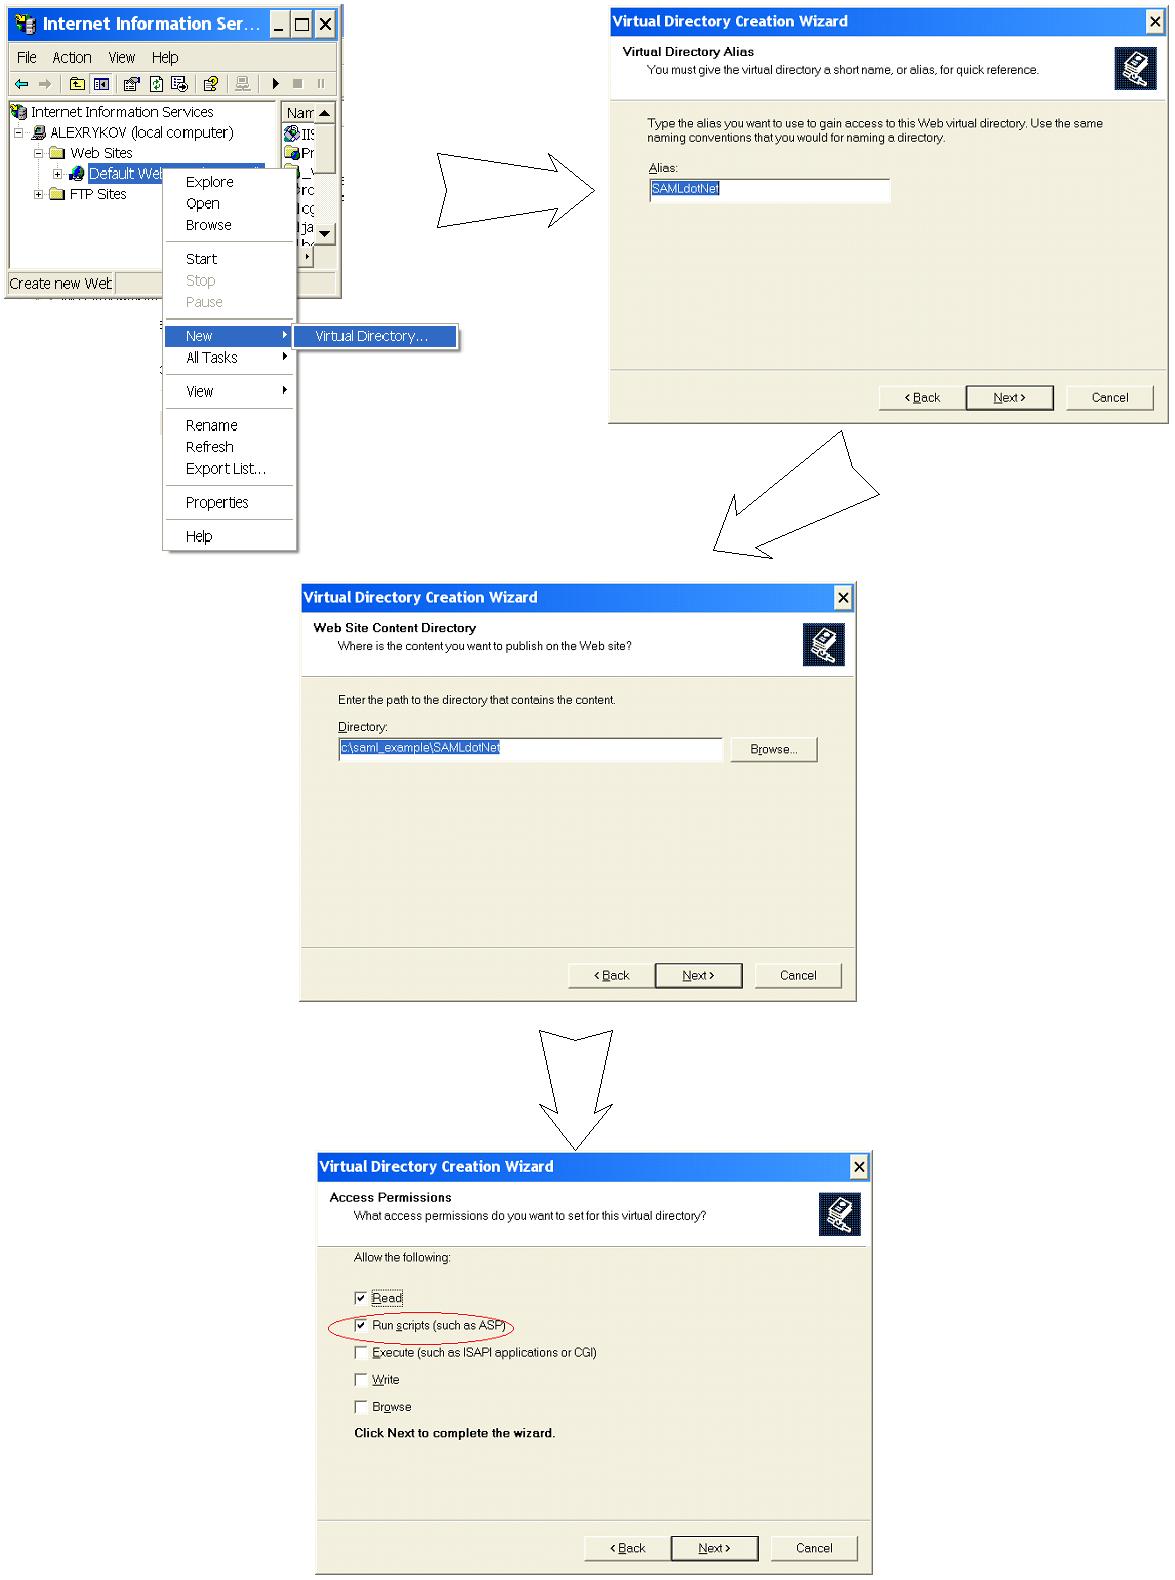 Internet Information Ser...
File Action View Help
Internet Information Services
ALEXRYKOV (local computer)
Web Sites
Default Web
FTP Sites
Create new Web
Explore
Open
Browse
Start
Stop
Pause
New
Virtual Directory...
All Tasks
View
Rename
Refresh
Export List...
Properties
Help
Virtual Directory Creation Wizard
Virtual Directory Alias
You must give the virtual directory a short name, or alias, for quick reference.
Type the alias you want to use to gain access to this Web virtual directory. Use the same
naming conventions that you would for naming a directory.
Alias:
SAMLdotNet
< Back Next > Cancel
Virtual Directory Creation Wizard
Web Site Content Directory
Where is the content you want to publish on the Web site?
Enter the path to the directory that contains the content.
Directory:
c:\saml_example\SAMLdotNet
Browse...
< Back Next > Cancel
Virtual Directory Creation Wizard
Access Permissions
What access permissions do you want to set for this virtual directory?
Allow the following:
Read
Run scripts (such as ASP)
Execute (such as ISAPI applications or CGI)
Write
Browse
Click Next to complete the wizard.
< Back Next > Cancel